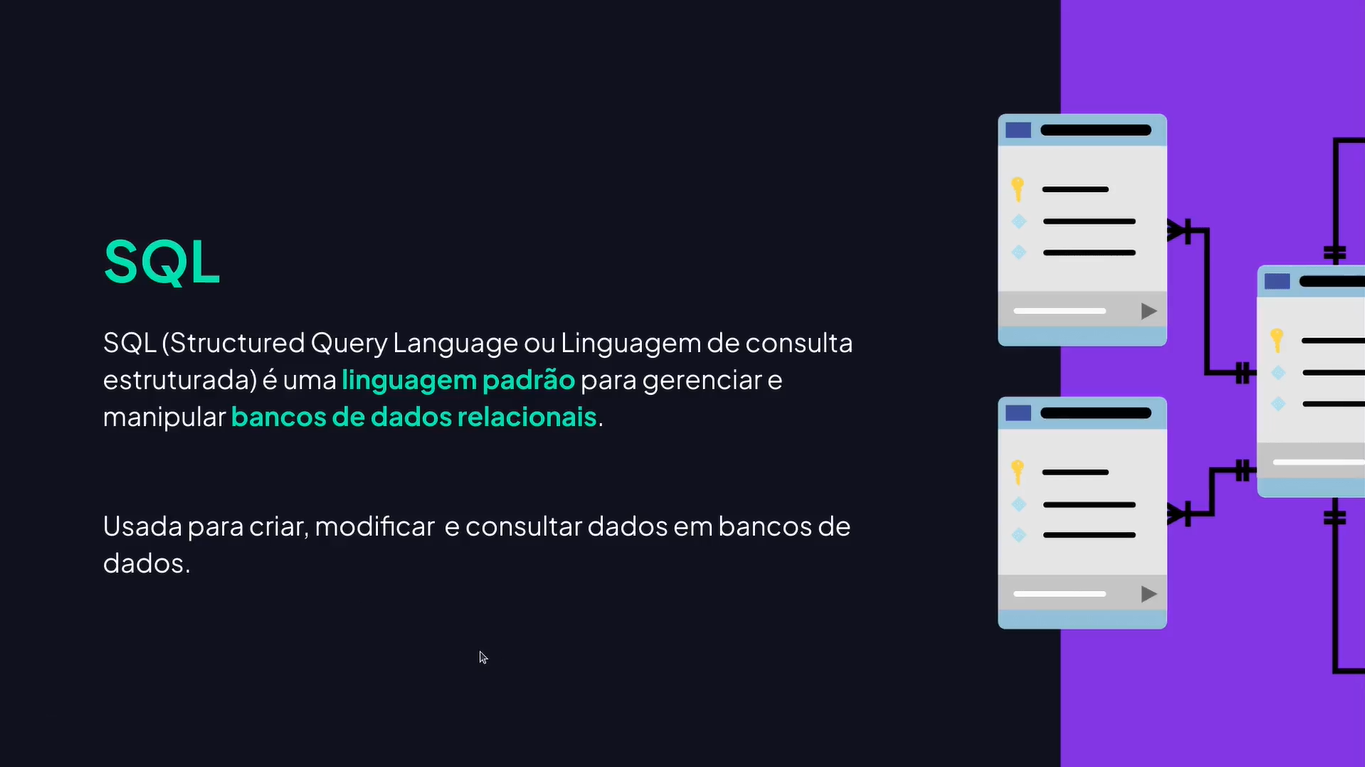 SQL
SQL (Structured Query Language ou Linguagem de consulta
estruturada) é uma linguagem padrão para gerenciar e
manipular bancos de dados relacionais.
Usada para criar, modificar  e consultar dados em bancos de
dados.